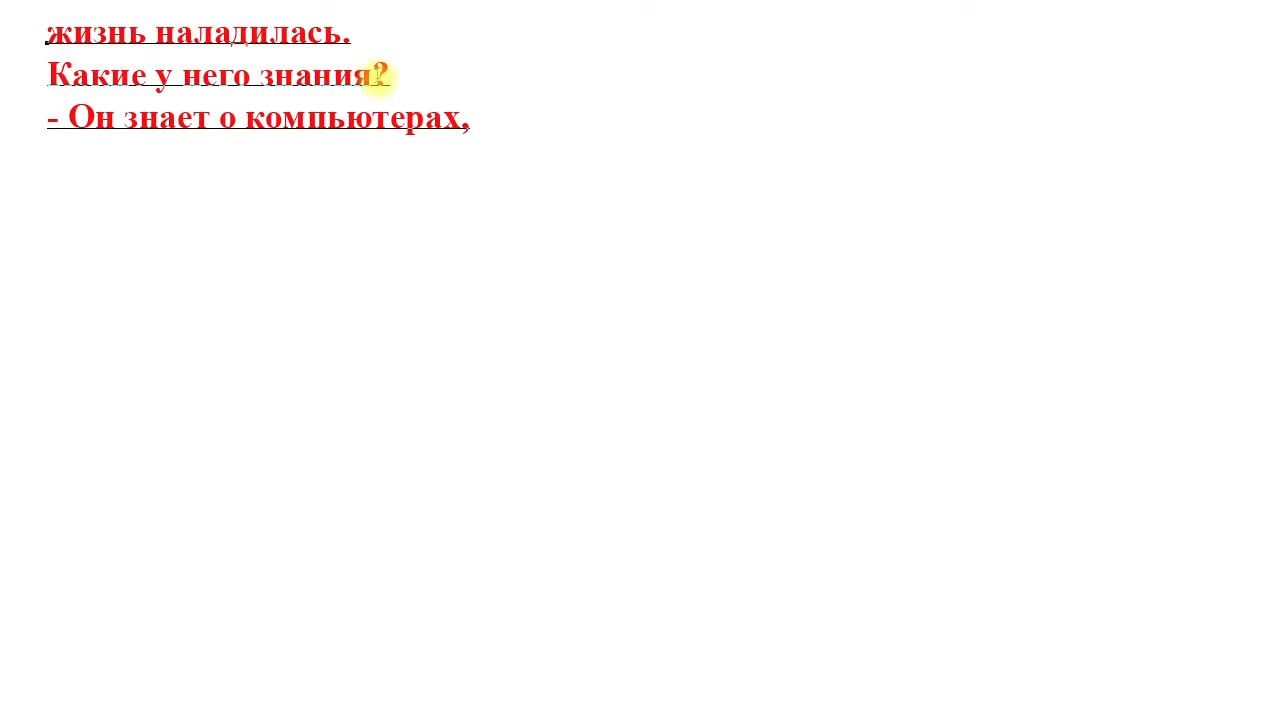 жизнь наладилась.
Какие у него знания?
- Он знает о компьютерах,